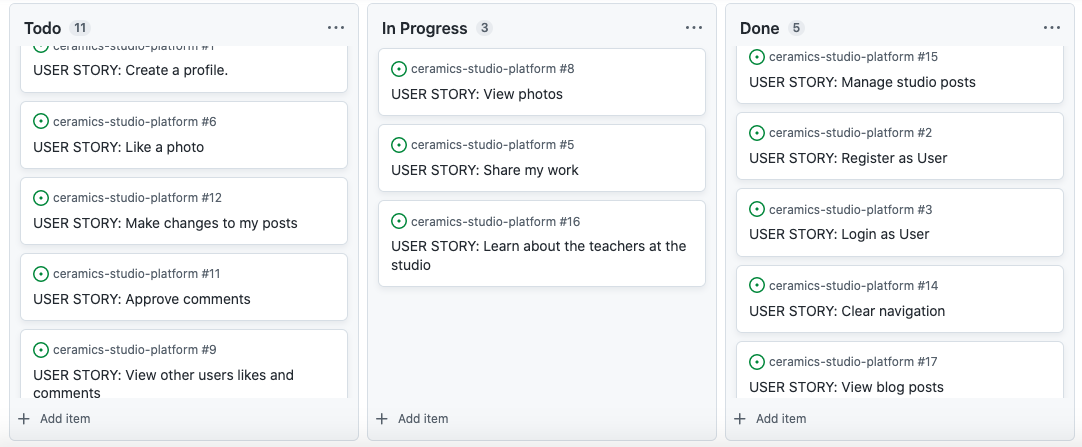 Todo 11
ceramics-studio-platform #1
USER STORY: Create a profile.
ceramics-studio-platform #6
USER STORY: Like a photo
ceramics-studio-platform #12
USER STORY: Make changes to my posts
ceramics-studio-platform #11
USER STORY: Approve comments
ceramics-studio-platform #9
USER STORY: View other users likes and
comments
Add item
In Progress 3
ceramics-studio-platform #8
USER STORY: View photos
ceramics-studio-platform #5
USER STORY: Share my work
ceramics-studio-platform #16
USER STORY: Learn about the teachers at the
studio
Add item
Done 5
ceramics-studio-platform #15
USER STORY: Manage studio posts
ceramics-studio-platform #2
USER STORY: Register as User
ceramics-studio-platform #3
USER STORY: Login as User
ceramics-studio-platform #14
USER STORY: Clear navigation
ceramics-studio-platform #17
USER STORY: View blog posts
Add item